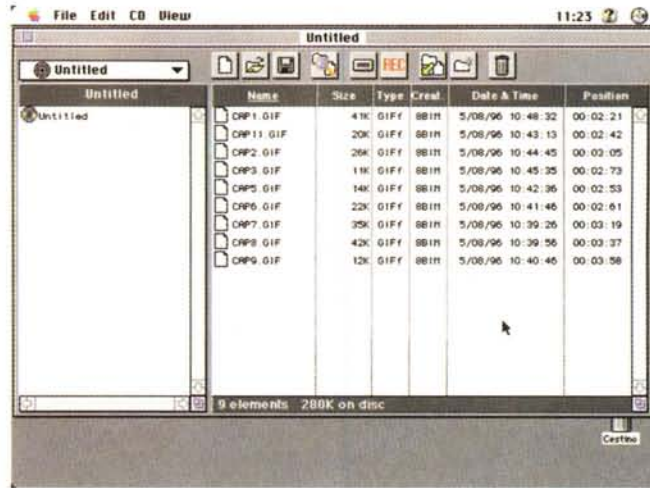 File Edit CD View 11:23
Untitled
Untitled REC
Untitled Name Size Type Creat. Date & Time Position
Untitled
CAP1.GIF 41K GIFf 8BIM 5/08/96 10:48:32 00:02:21
CAP11.GIF 20K GIFf 8BIM 5/08/96 10:43:13 00:02:42
CAP2.GIF 26K GIFf 8BIM 5/08/96 10:44:45 00:03:05
CAP3.GIF 11K GIFf 8BIM 5/08/96 10:45:35 00:02:73
CAP5.GIF 14K GIFf 8BIM 5/08/96 10:42:36 00:02:53
CAP6.GIF 22K GIFf 8BIM 5/08/96 10:41:46 00:02:61
CAP7.GIF 35K GIFf 8BIM 5/08/96 10:39:26 00:03:19
CAP8.GIF 42K GIFf 8BIM 5/08/96 10:39:56 00:03:37
CAP9.GIF 12K GIFf 8BIM 5/08/96 10:40:46 00:03:58
9 elements 280K on disc
Cestino